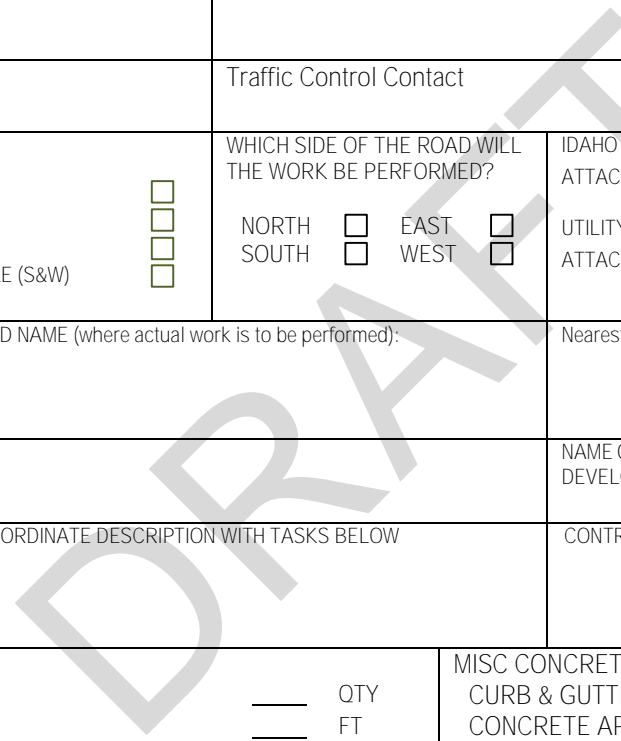 Traffic Control Contact
WHICH SIDE OF THE ROAD WILL
THE WORK BE PERFORMED?
NORTH EAST
SOUTH WEST
E (S&W)
IDAHO
ATTAC
UTILITY
ATTAC
D NAME (where actual work is to be performed):
Neares
NAME
DEVEL
ORDINATE DESCRIPTION WITH TASKS BELOW
CONTR
QTY
FT
MISC CONCRET
CURB & GUTT
CONCRETE AP
DRAFT